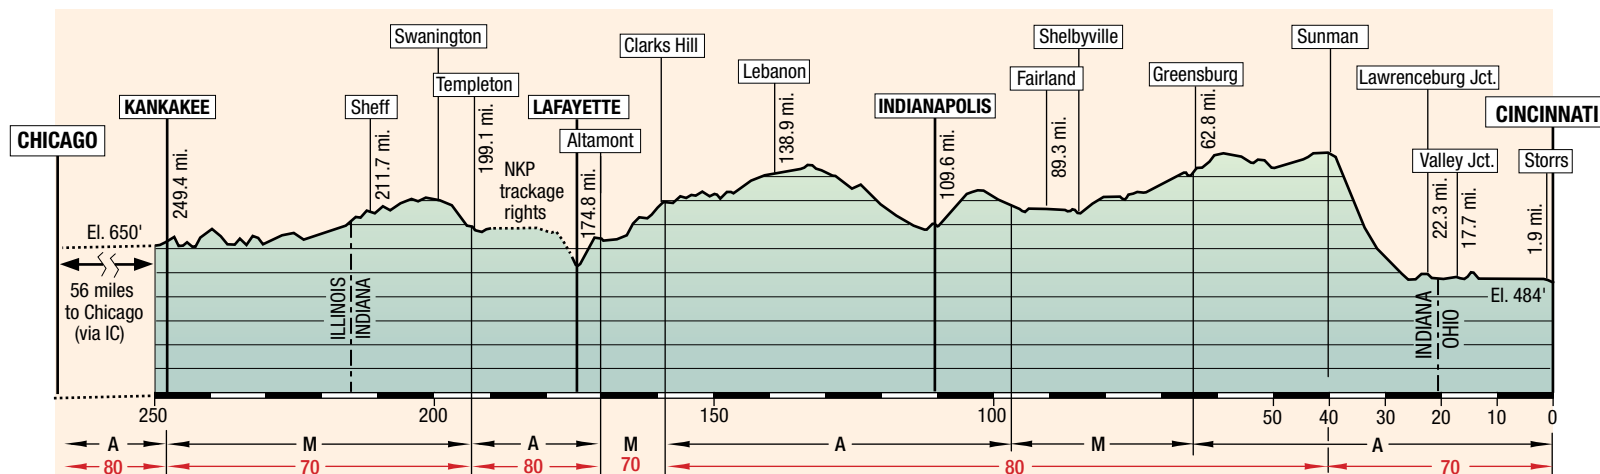 Swanington
Clarks Hill
Shelbyville
Sunman
Templeton
Lebanon
Fairland
Greensburg
Lawrenceburg Jct.
KANKAKEE
Sheff
LAFAYETTE
INDIANAPOLIS
CINCINNATI
CHICAGO
Altamont
Valley Jct.
Storrs
249.4 mi.
211.7 mi.
199.1 mi.
NKP
trackage
rights
174.8 mi.
138.9 mi.
109.6 mi.
89.3 mi.
62.8 mi.
22.3 mi.
17.7 mi.
1.9 mi.
El. 650'
56 miles
to Chicago
(via IC)
ILLINOIS
INDIANA
INDIANA
OHIO
El. 484'
250 200 150 100 50 40 30 20 10 0
A M A M A M A
80 70 80 70 80 70